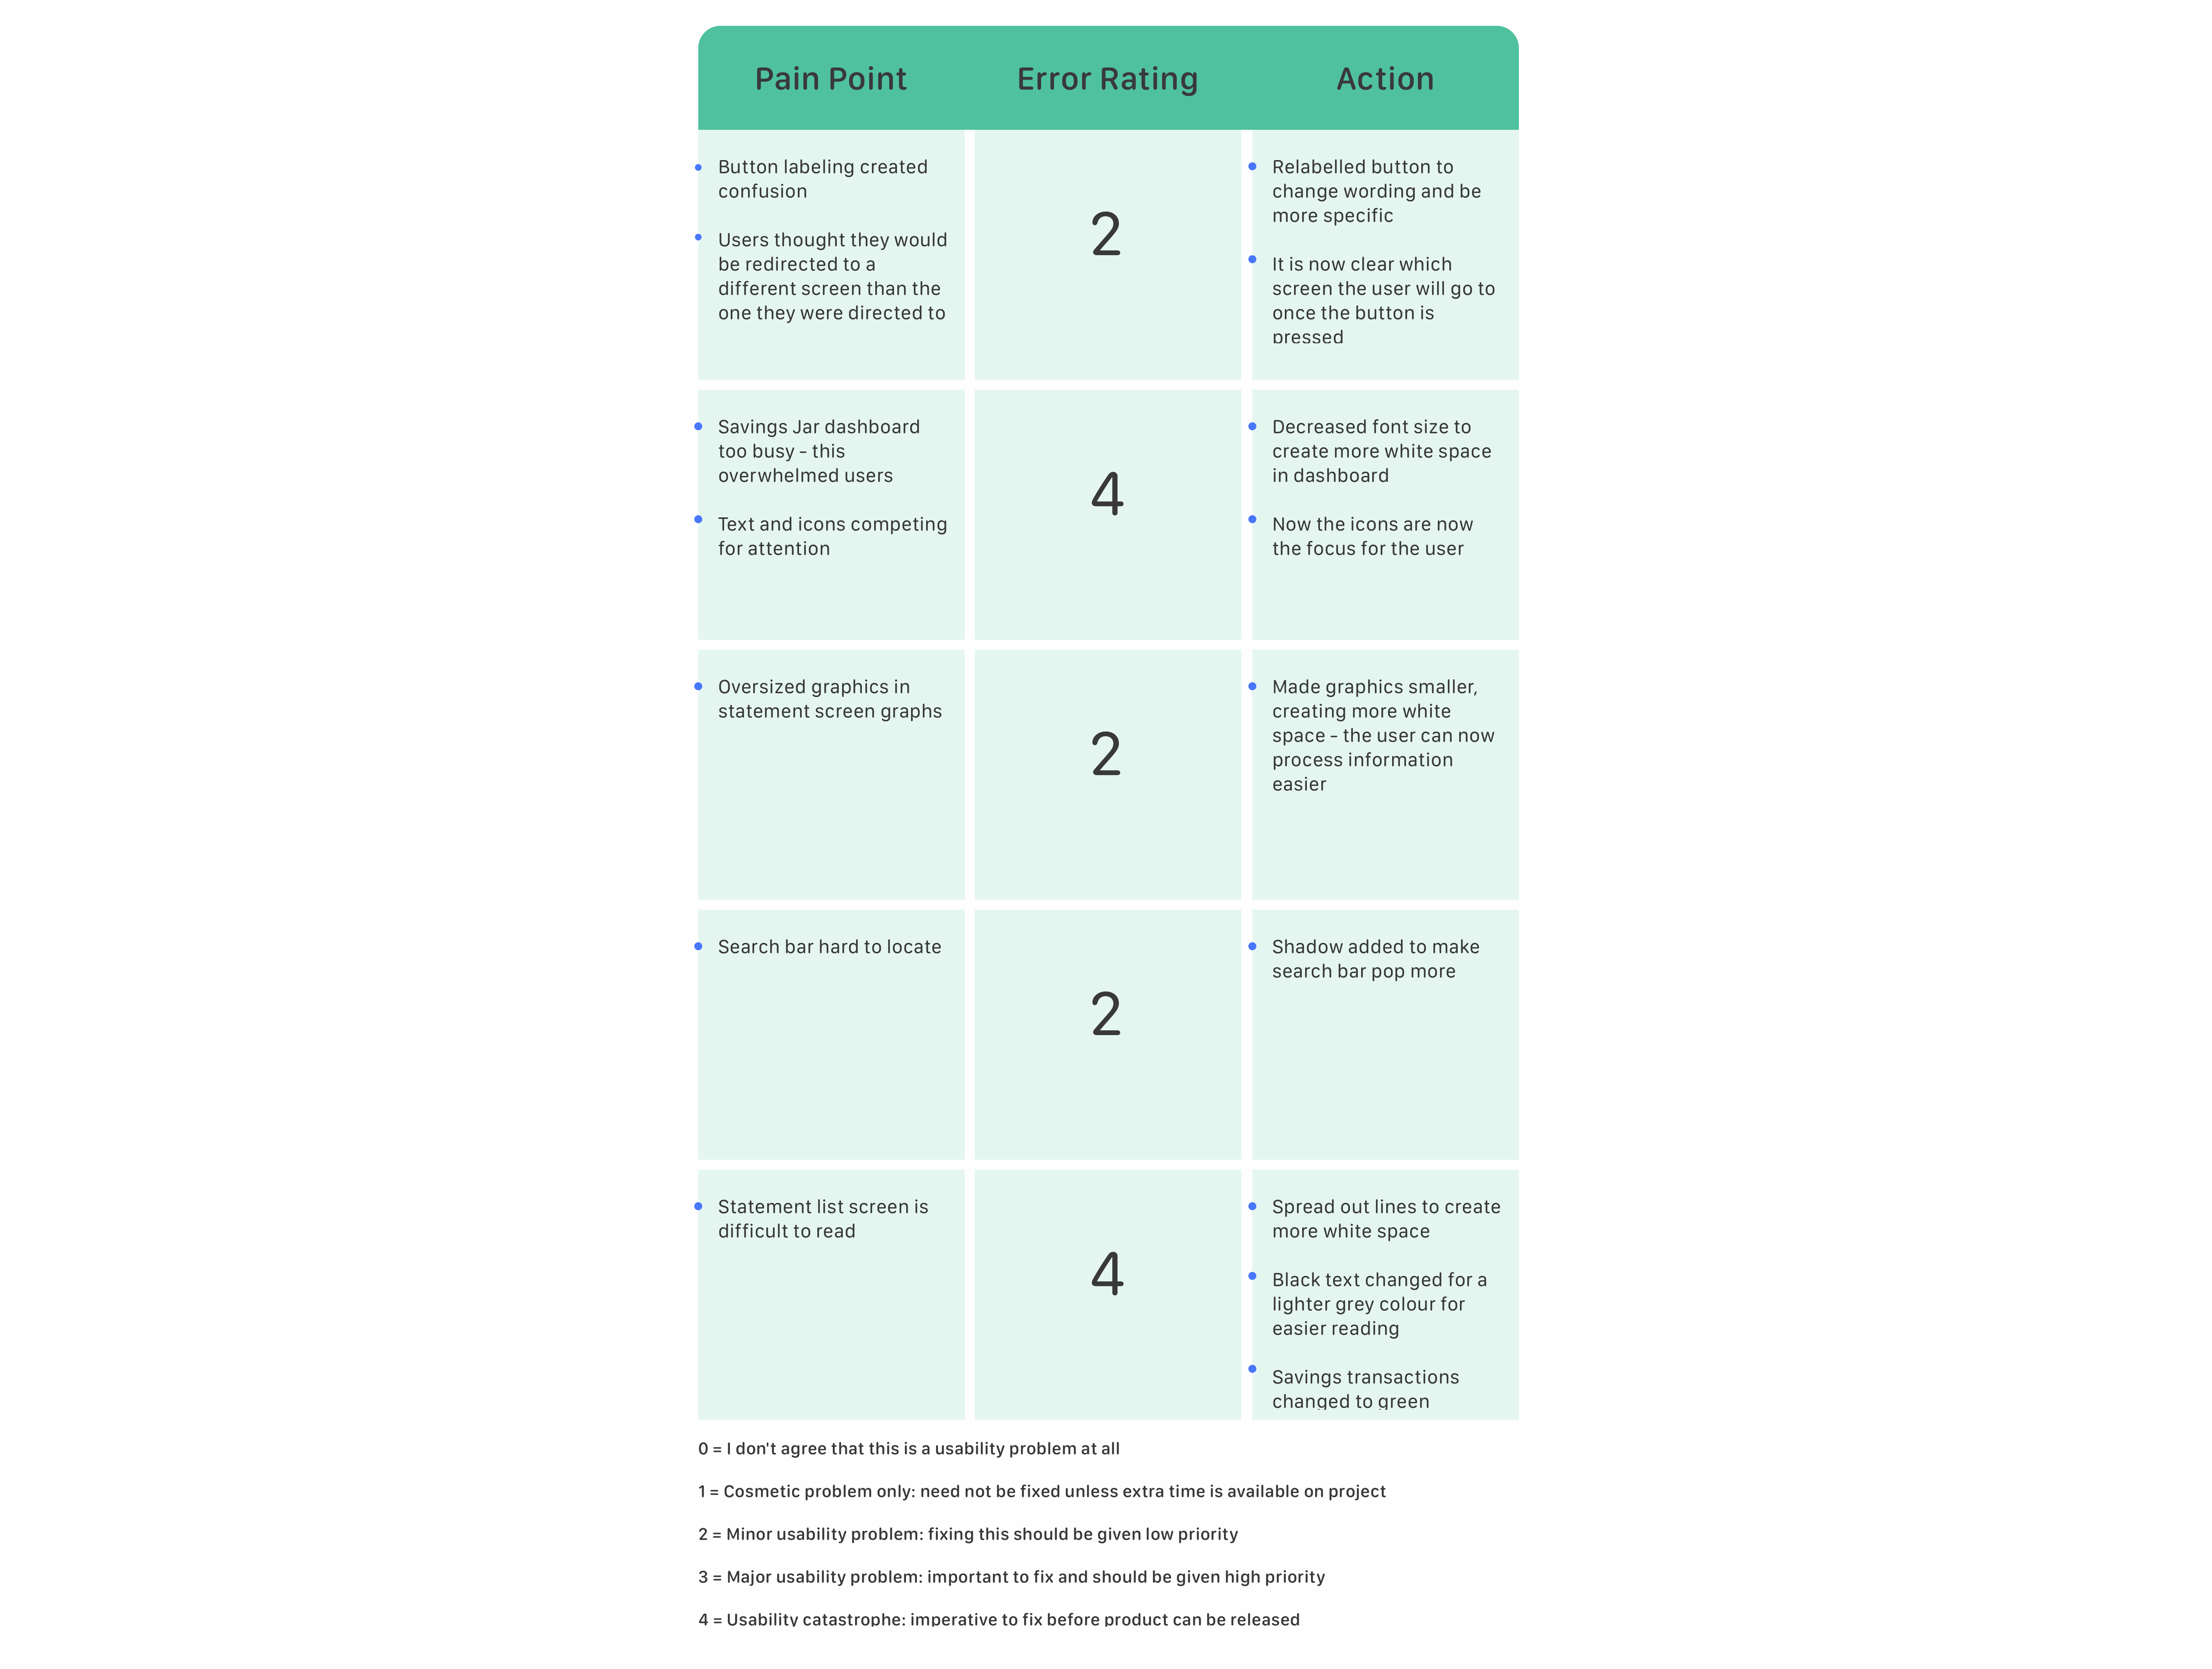 Pain Point
Error Rating
Action
Button labeling created
confusion
Users thought they would
be redirected to a
different screen than the
one they were directed to
2
Relabelled button to
change wording and be
more specific
It is now clear which
screen the user will go to
once the button is
pressed
Savings Jar dashboard
too busy - this
overwhelmed users
Text and icons competing
for attention
4
Decreased font size to
create more white space
in dashboard
Now the icons are now
the focus for the user
Oversized graphics in
statement screen graphs
2
Made graphics smaller,
creating more white
space - the user can now
process information
easier
Search bar hard to locate
2
Shadow added to make
search bar pop more
Statement list screen is
difficult to read
4
Spread out lines to create
more white space
Black text changed for a
lighter grey colour for
easier reading
Savings transactions
changed to green
0 = I don't agree that this is a usability problem at all
1 = Cosmetic problem only: need not be fixed unless extra time is available on project
2 = Minor usability problem: fixing this should be given low priority
3 = Major usability problem: important to fix and should be given high priority
4 = Usability catastrophe: imperative to fix before product can be released